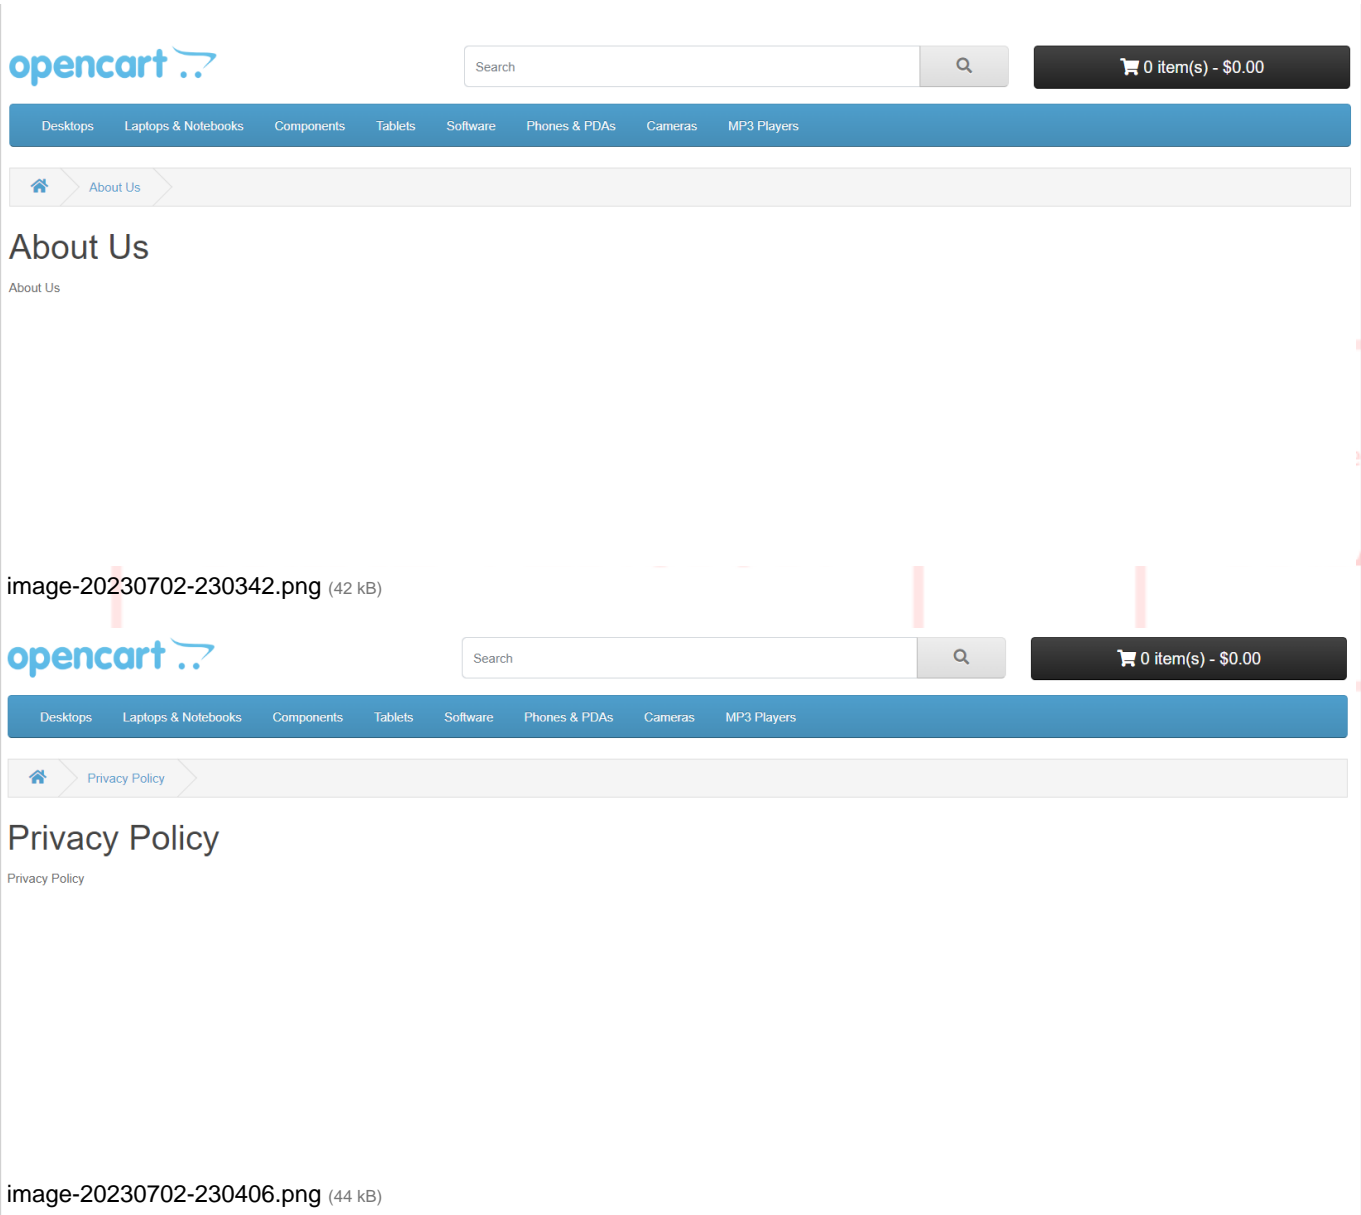 opencart
Search
0 item(s) - $0.00
Desktops Laptops & Notebooks Components Tablets Software Phones & PDAs Cameras MP3 Players
About Us
About Us
About Us
image-20230702-230342.png (42 kB)
opencart
Search
0 item(s) - $0.00
Desktops Laptops & Notebooks Components Tablets Software Phones & PDAs Cameras MP3 Players
Privacy Policy
Privacy Policy
Privacy Policy
image-20230702-230406.png (44 kB)